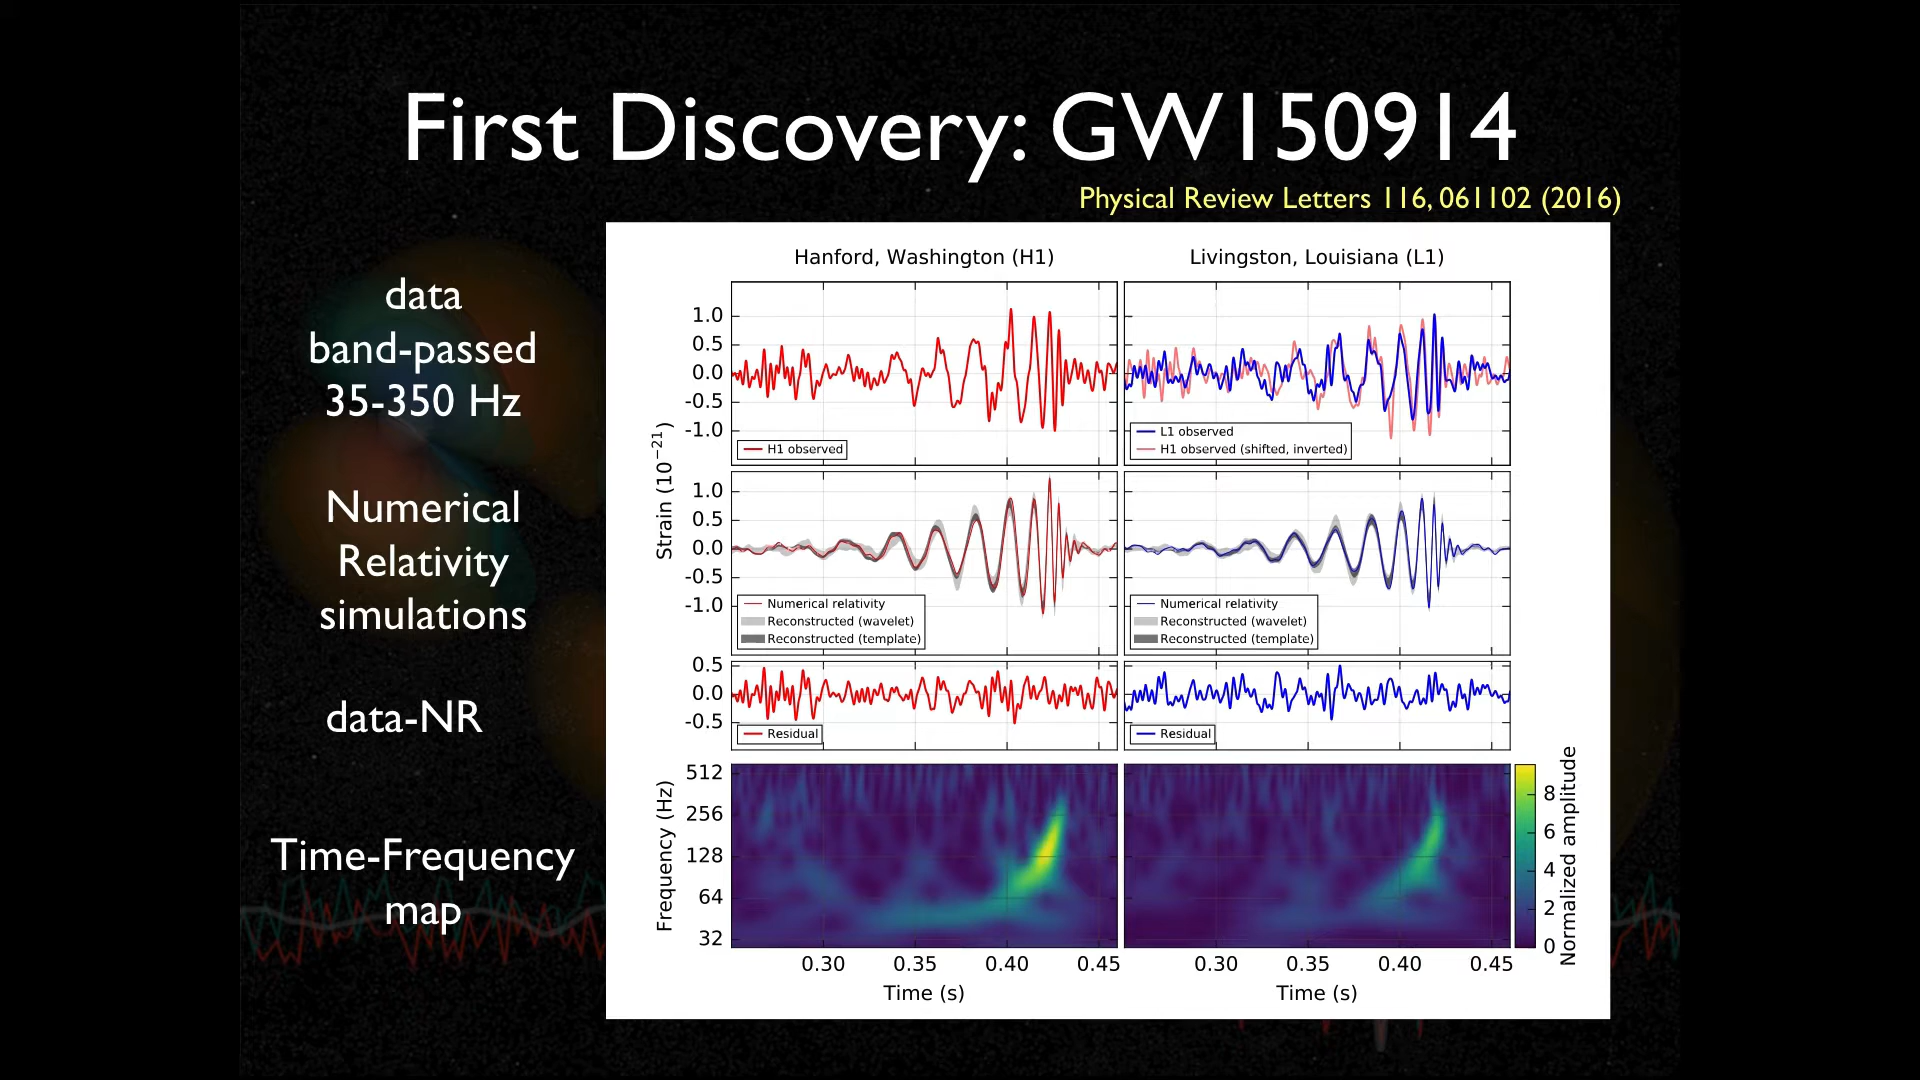 First Discovery: GW150914
Physical Review Letters 116, 061102 (2016)
data
band-passed
35-350 Hz
Numerical
Relativity
simulations
data-NR
Time-Frequency
map
Hanford, Washington (H1)
Livingston, Louisiana (L1)
Strain (10⁻²¹)
1.0
0.5
0.0
-0.5
-1.0
H1 observed
L1 observed
H1 observed (shifted, inverted)
1.0
0.5
0.0
-0.5
-1.0
Numerical relativity
Reconstructed (wavelet)
Reconstructed (template)
Numerical relativity
Reconstructed (wavelet)
Reconstructed (template)
0.5
0.0
-0.5
Residual
Residual
Frequency (Hz)
512
256
128
64
32
Normalized amplitude
8
6
4
2
0
0.30 0.35 0.40 0.45
0.30 0.35 0.40 0.45
Time (s)
Time (s)